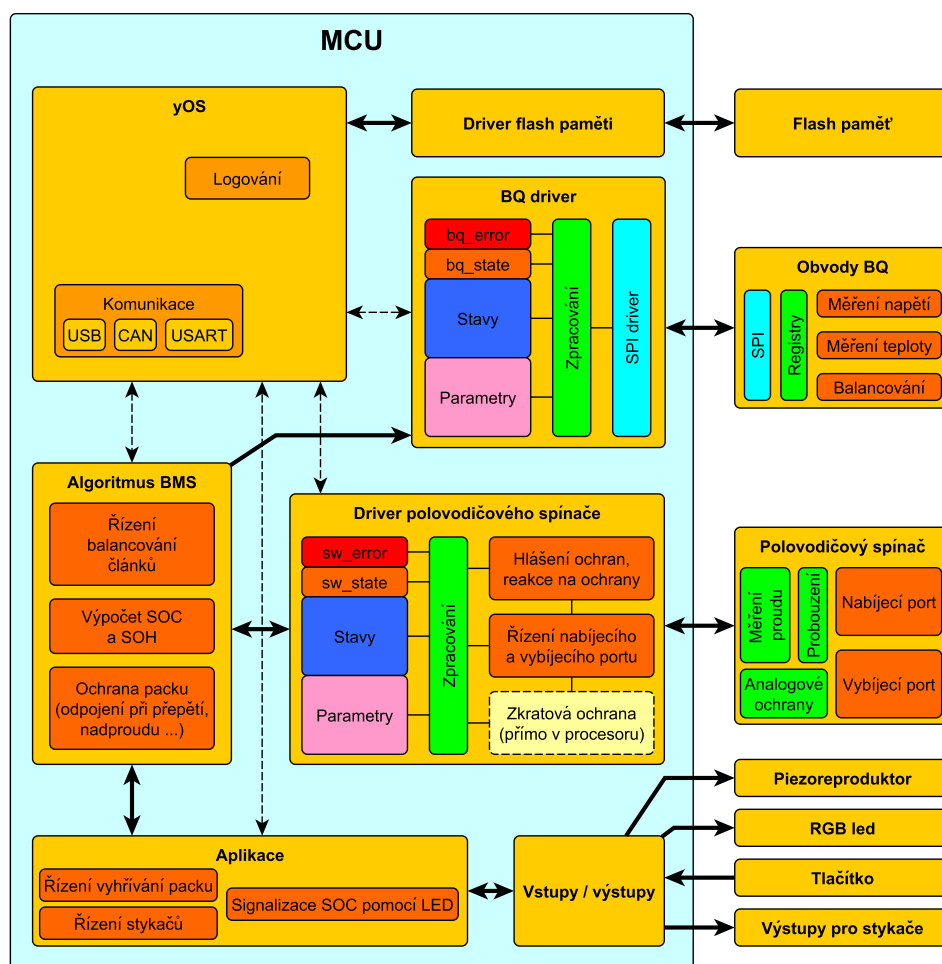 MCU
yOS
Logování
Komunikace
USB
CAN
USART
Driver flash paměti
Flash paměť
BQ driver
bq_error
bq_state
Stavy
Parametry
Zpracování
SPI driver
Obvody BQ
SPI
Registry
Měření napětí
Měření teploty
Balancování
Algoritmus BMS
Řízení
balancování
článků
Výpočet SOC
a SOH
Ochrana packu
(odpojení při přepětí,
nadproudu ...)
Driver polovodičového spínače
sw_error
sw_state
Stavy
Parametry
Zpracování
Hlášení ochran,
reakce na ochrany
Řízení nabíjecího
a vybíjecího portu
Zkratová ochrana
(přímo v procesoru)
Polovodičový spínač
Měření
proudu
Probouzení
Analogové
ochrany
Nabíjecí port
Vybíjecí port
Aplikace
Řízení vyhřívání packu
Řízení stykačů
Signalizace SOC pomocí LED
Vstupy / výstupy
Piezoreproduktor
RGB led
Tlačítko
Výstupy pro stykače